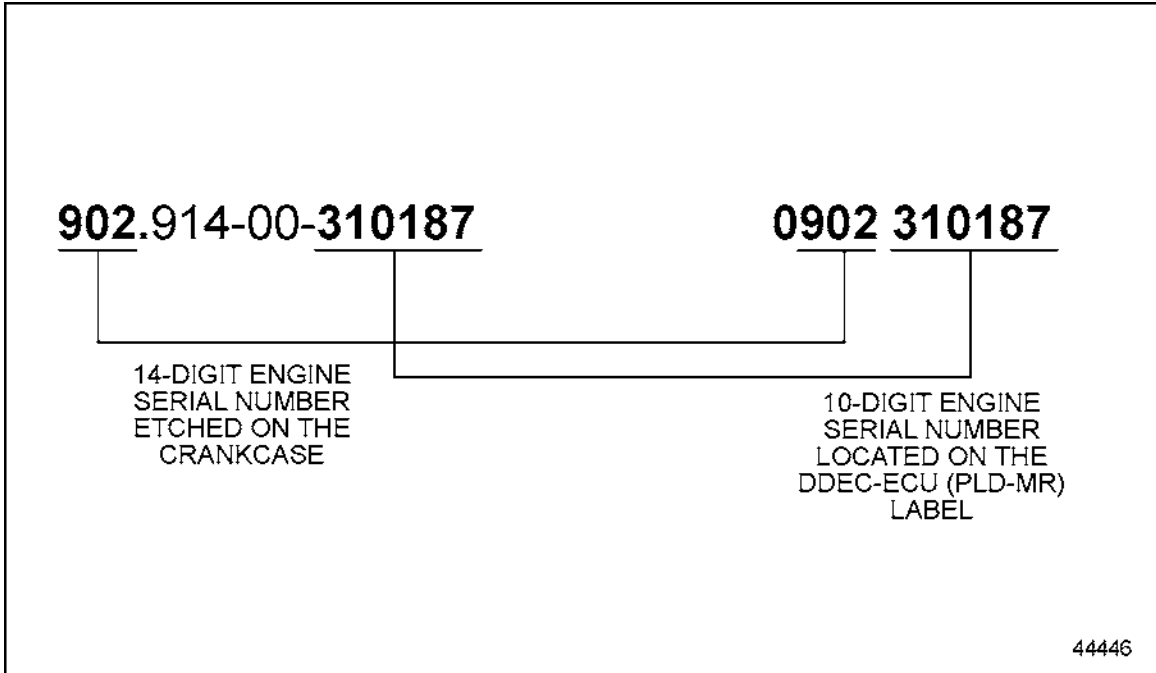 902.914-00-310187 0902 310187
14-DIGIT ENGINE
SERIAL NUMBER
ETCHED ON THE
CRANKCASE
10-DIGIT ENGINE
SERIAL NUMBER
LOCATED ON THE
DDEC-ECU (PLD-MR)
LABEL
44446